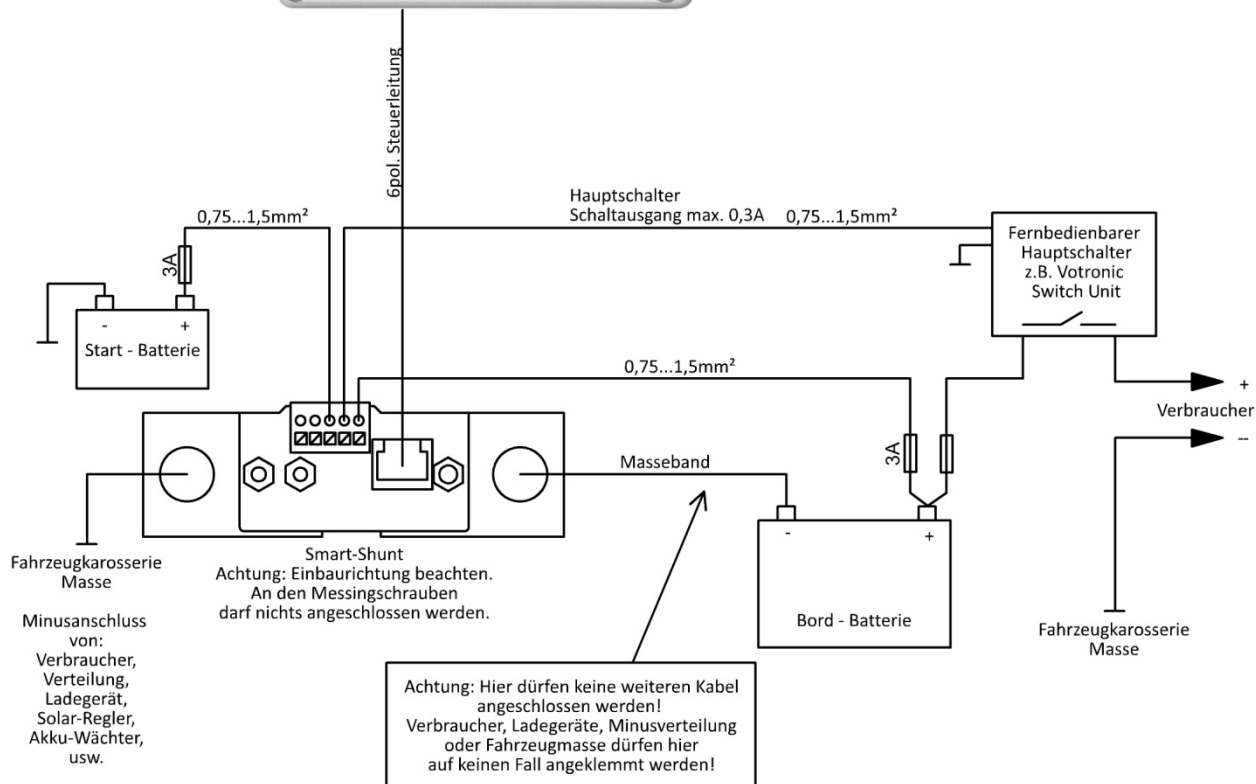 6pol. Steuerleitung
Hauptschalter
Schaltausgang max. 0,3A
0,75...1,5mm²
0,75...1,5mm²
Fernbedienbarer
Hauptschalter
z.B. Votronic
Switch Unit
3A
- +
Start - Batterie
0,75...1,5mm²
+
Verbraucher
--
3A
Masseband
- +
Bord - Batterie
Smart-Shunt
Achtung: Einbaurichtung beachten.
An den Messingschrauben
darf nichts angeschlossen werden.
Fahrzeugkarosserie
Masse
Minusanschluss
von:
Verbraucher,
Verteilung,
Ladegerät,
Solar-Regler,
Akku-Wächter,
usw.
Fahrzeugkarosserie
Masse
Achtung: Hier dürfen keine weiteren Kabel
angeschlossen werden!
Verbraucher, Ladegeräte, Minusverteilung
oder Fahrzeugmasse dürfen hier
auf keinen Fall angeklemmt werden!